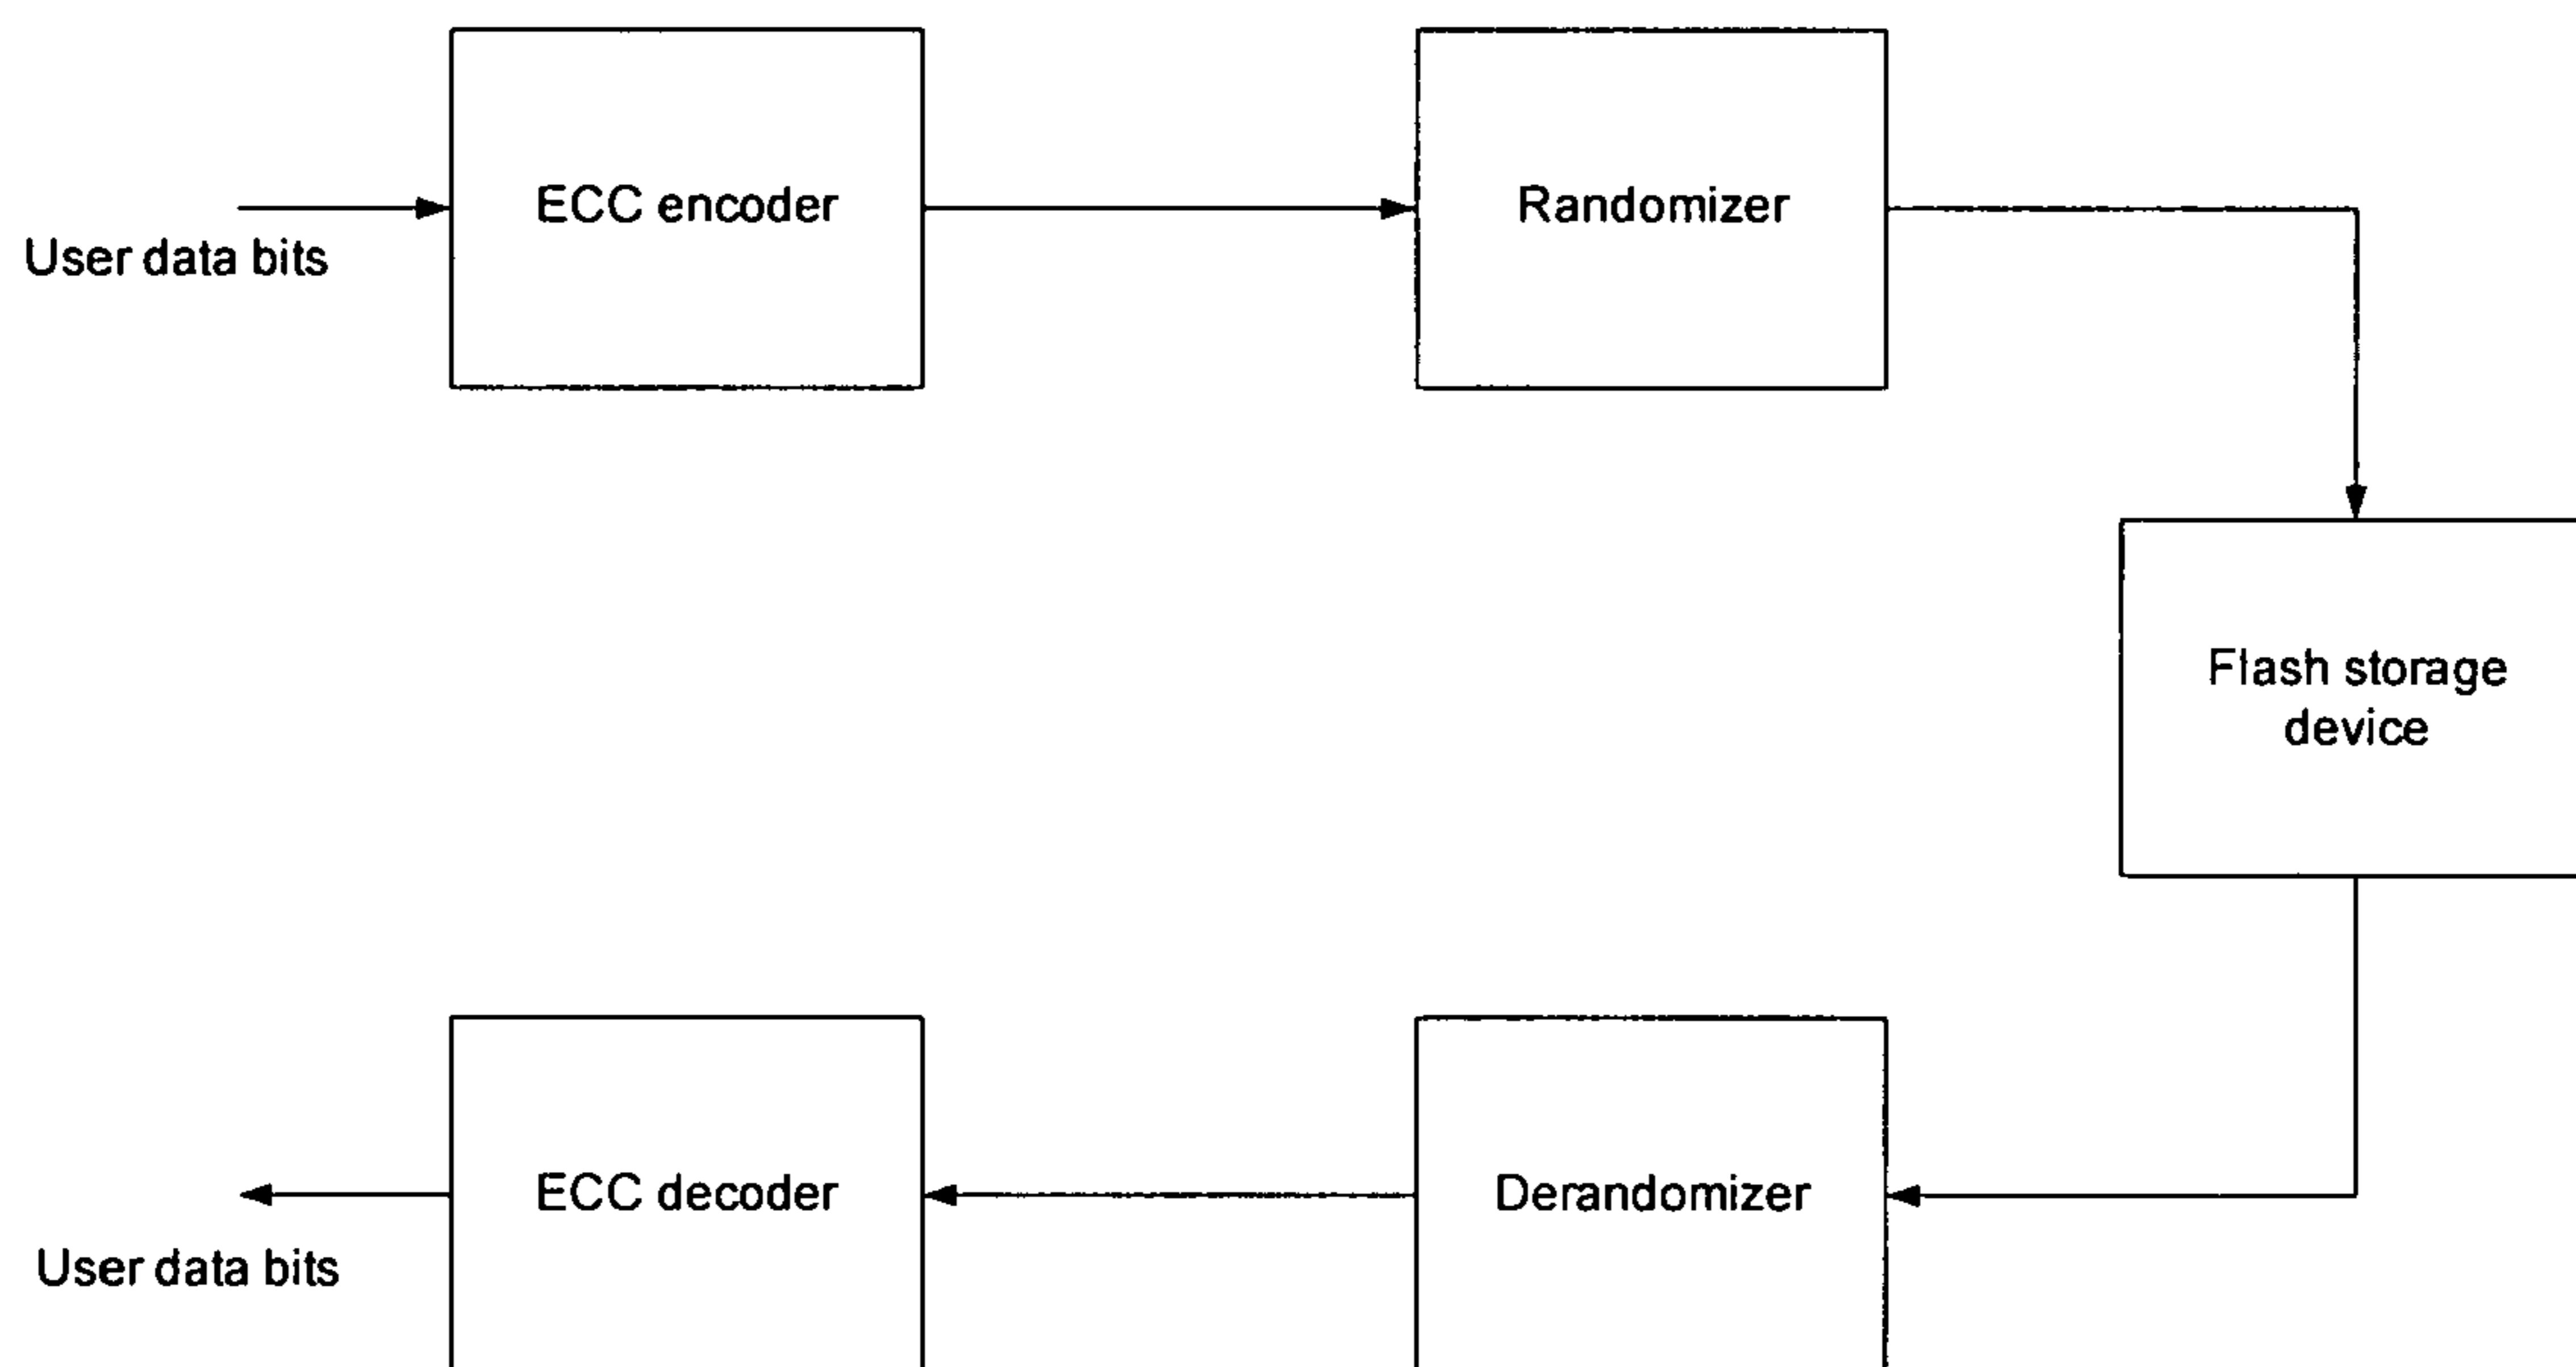 ECC encoder
Randomizer
User data bits
Flash storage
device
ECC decoder
Derandomizer
User data bits